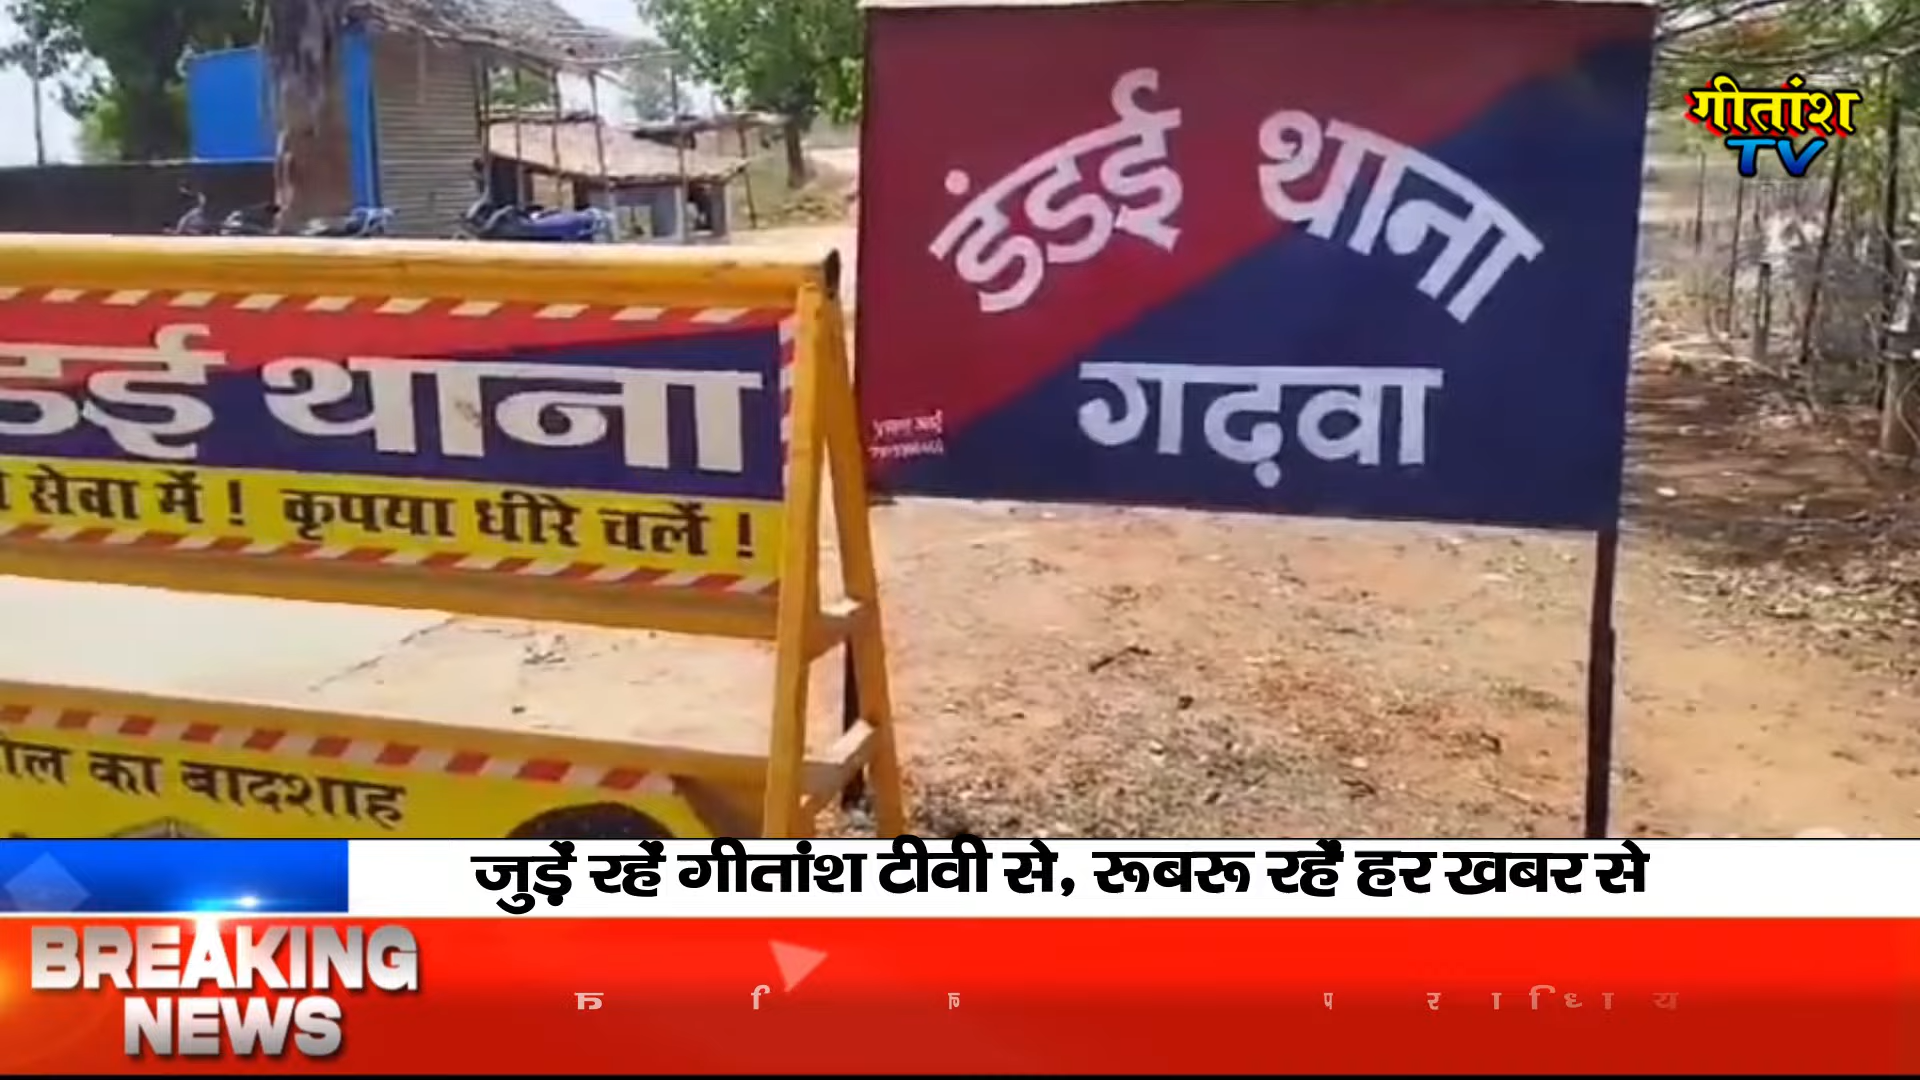 गीतांश
TV
डंडई थाना
गढ़वा
डई थाना
सेवा में ! कृपया धीरे चलें !
का बादशाह
जुड़ें रहें गीतांश टीवी से, रूबरू रहें हर खबर से
BREAKING
NEWS